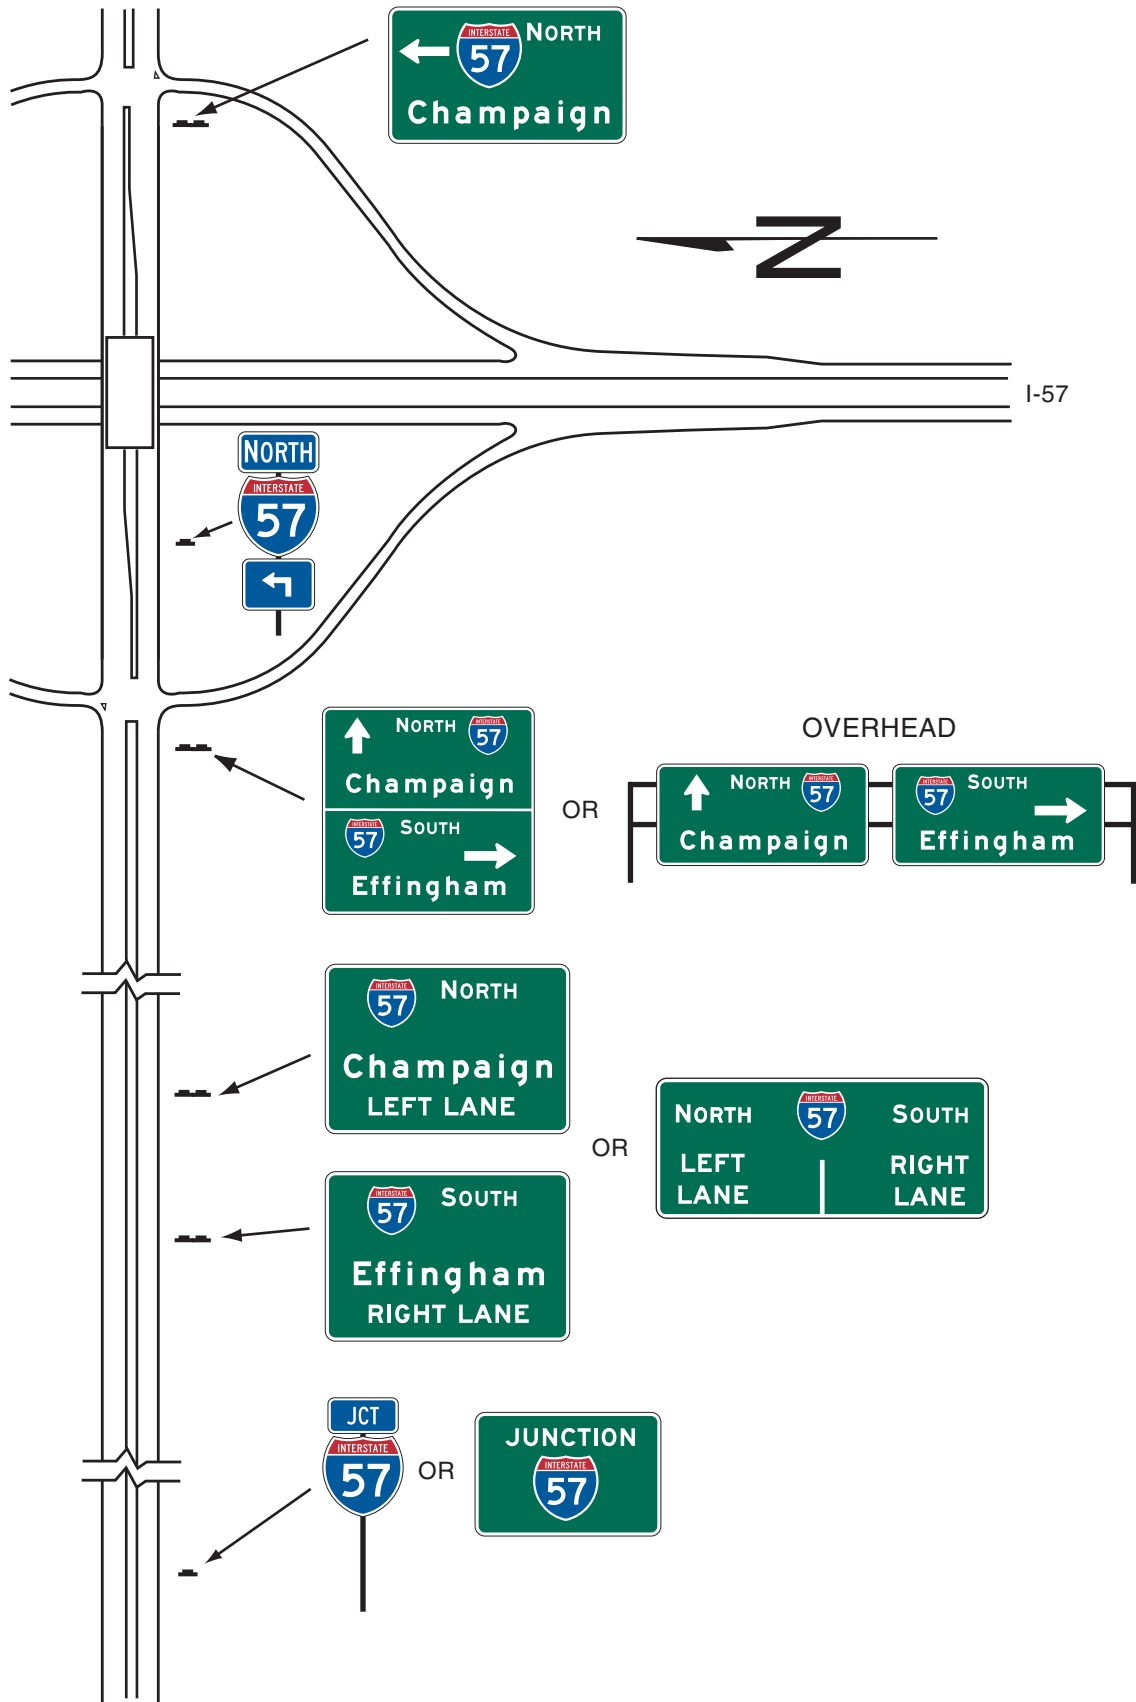 INTERSTATE
57
NORTH
Champaign
N
I-57
NORTH
INTERSTATE
57
NORTH
INTERSTATE
57
Champaign
INTERSTATE
57
SOUTH
Effingham
OR
OVERHEAD
NORTH
INTERSTATE
57
Champaign
INTERSTATE
57
SOUTH
Effingham
INTERSTATE
57
NORTH
Champaign
LEFT LANE
INTERSTATE
57
SOUTH
Effingham
RIGHT LANE
OR
NORTH
INTERSTATE
57
SOUTH
LEFT
LANE
RIGHT
LANE
JCT
INTERSTATE
57
OR
JUNCTION
INTERSTATE
57